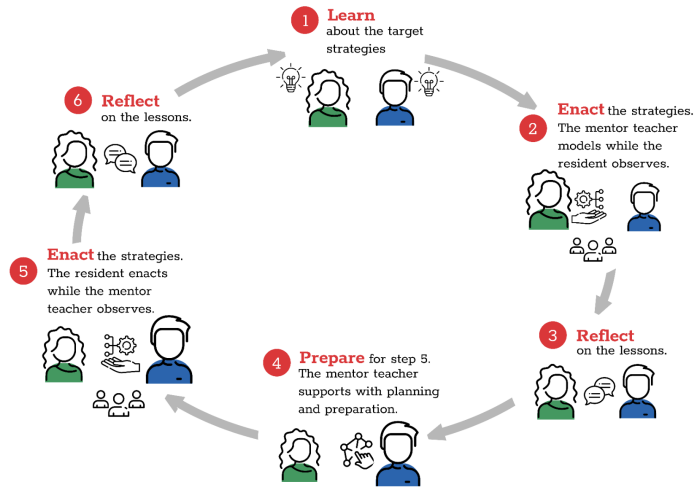 1 Learn
about the target
strategies
2 Enact the strategies.
The mentor teacher
models while the
resident observes.
3 Reflect
on the lessons.
4 Prepare for step 5.
The mentor teacher
supports with planning
and preparation.
5 Enact the strategies.
The resident enacts
while the mentor
teacher observes.
6 Reflect
on the lessons.